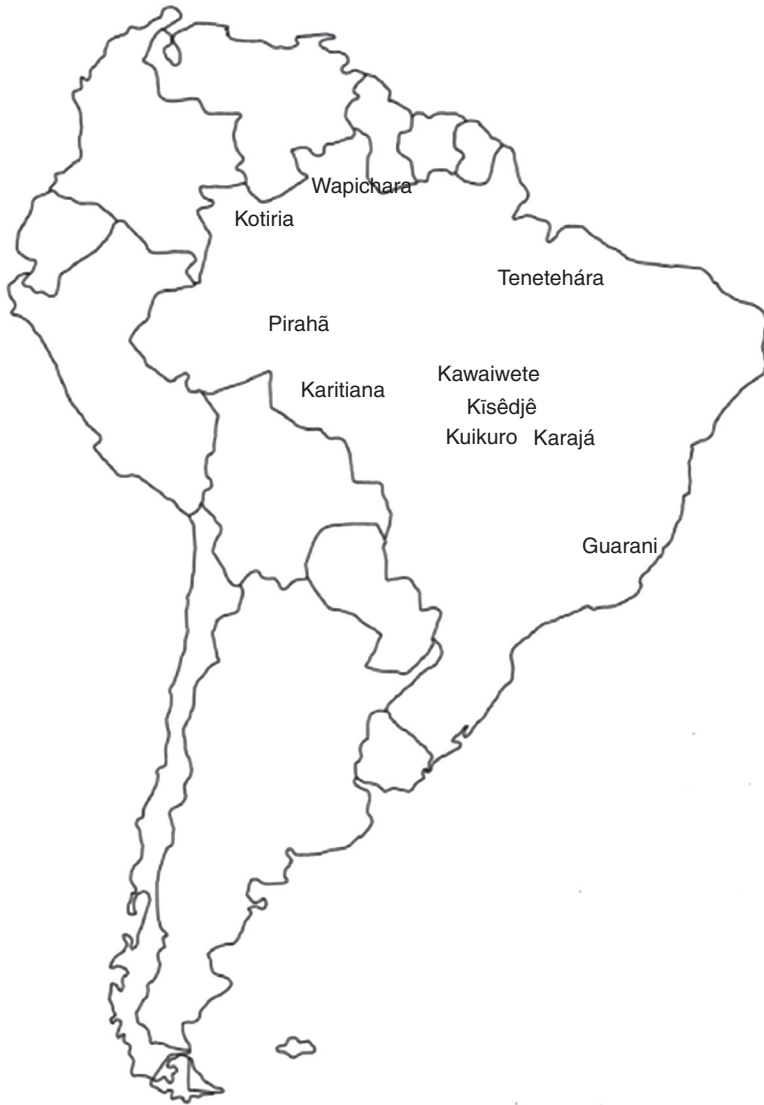 Wapichara
Kotiria
Tenetehára
Pirahã
Kawaiwete
Karitiana
Kĩsêdjê
Kuikuro Karajá
Guarani